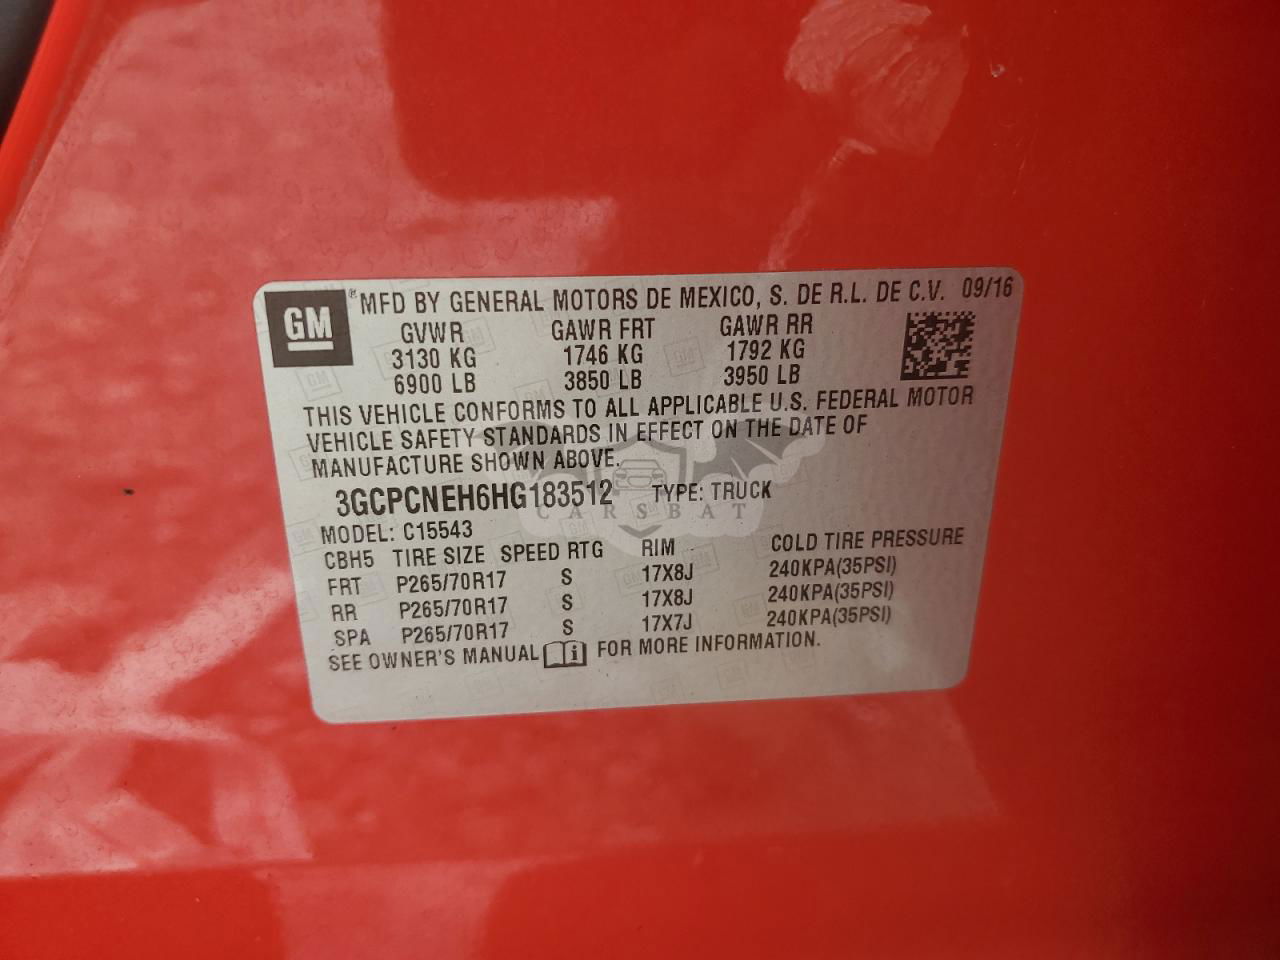 GM ® MFD BY GENERAL MOTORS DE MEXICO, S. DE R.L. DE C.V. 09/16
GVWR GAWR FRT GAWR RR
3130 KG 1746 KG 1792 KG
6900 LB 3850 LB 3950 LB
THIS VEHICLE CONFORMS TO ALL APPLICABLE U.S. FEDERAL MOTOR
VEHICLE SAFETY STANDARDS IN EFFECT ON THE DATE OF
MANUFACTURE SHOWN ABOVE.
3GCPCNEH6HG183512 TYPE: TRUCK
CARSBAT
MODEL: C15543
CBH5 TIRE SIZE SPEED RTG RIM COLD TIRE PRESSURE
FRT P265/70R17 S 17X8J 240KPA(35PSI)
RR P265/70R17 S 17X8J 240KPA(35PSI)
SPA P265/70R17 S 17X7J 240KPA(35PSI)
SEE OWNER'S MANUAL i FOR MORE INFORMATION.